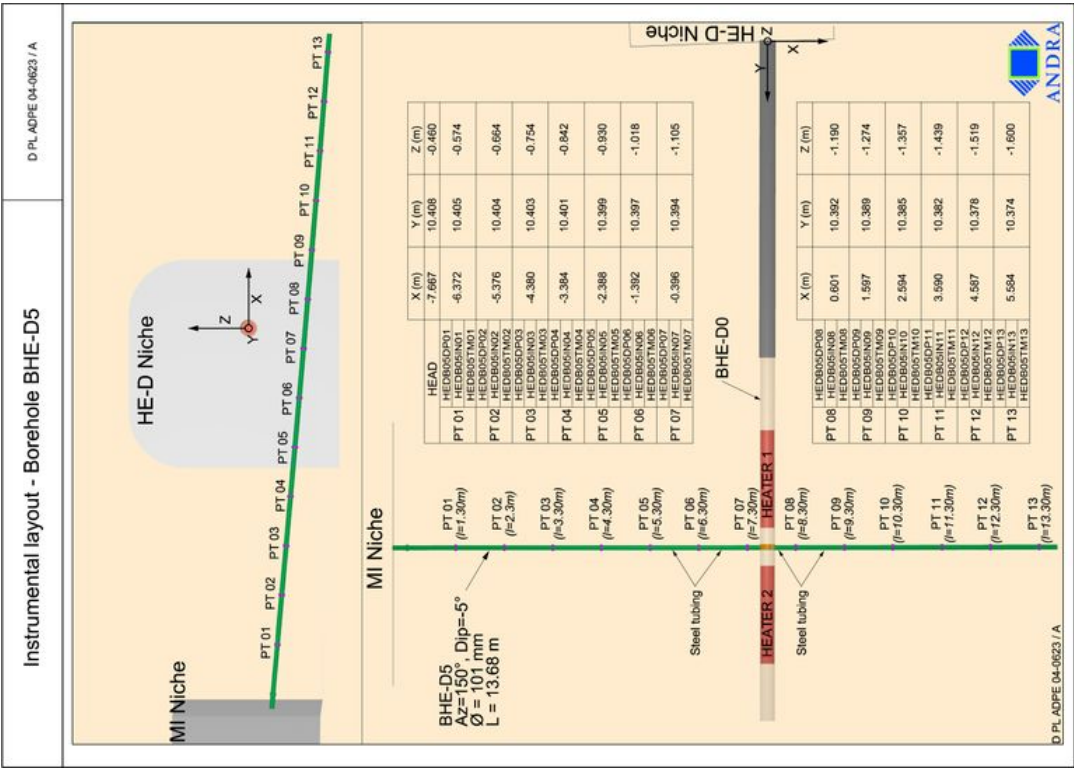 Instrumental layout - Borehole BHE-D5
D PL ADPE 04-0623 / A
MI Niche
HE-D Niche
PT 01
PT 02
PT 03
PT 04
PT 05
PT 06
PT 07
PT 08
PT 09
PT 10
PT 11
PT 12
PT 13
Z
Y
X
MI Niche
BHE-D5
Az=150°, Dip=-5°
Ø = 101 mm
L = 13.68 m
PT 01
(l=1.30m)
PT 02
(l=2.3m)
PT 03
(l=3.30m)
PT 04
(l=4.30m)
PT 05
(l=5.30m)
PT 06
(l=6.30m)
PT 07
(l=7.30m)
PT 08
(l=8.30m)
PT 09
(l=9.30m)
PT 10
(l=10.30m)
PT 11
(l=11.30m)
PT 12
(l=12.30m)
PT 13
(l=13.30m)
Steel tubing
Steel tubing
HEATER 2
HEATER 1
BHE-D0
HE-D Niche
Z
Y
X
X (m) Y (m) Z (m)
HEAD -7.667 10.408 -0.460
PT 01 HEDB05DP01 HEDB05IN01 HEDB05TM01 -6.372 10.405 -0.574
PT 02 HEDB05DP02 HEDB05IN02 HEDB05TM02 -5.376 10.404 -0.664
PT 03 HEDB05DP03 HEDB05IN03 HEDB05TM03 -4.380 10.403 -0.754
PT 04 HEDB05DP04 HEDB05IN04 HEDB05TM04 -3.384 10.401 -0.842
PT 05 HEDB05DP05 HEDB05IN05 HEDB05TM05 -2.388 10.399 -0.930
PT 06 HEDB05DP06 HEDB05IN06 HEDB05TM06 -1.392 10.397 -1.018
PT 07 HEDB05DP07 HEDB05IN07 HEDB05TM07 -0.396 10.394 -1.105
X (m) Y (m) Z (m)
PT 08 HEDB05DP08 HEDB05IN08 HEDB05TM08 0.601 10.392 -1.190
PT 09 HEDB05DP09 HEDB05IN09 HEDB05TM09 1.597 10.389 -1.274
PT 10 HEDB05DP10 HEDB05IN10 HEDB05TM10 2.594 10.385 -1.357
PT 11 HEDB05DP11 HEDB05IN11 HEDB05TM11 3.590 10.382 -1.439
PT 12 HEDB05DP12 HEDB05IN12 HEDB05TM12 4.587 10.378 -1.519
PT 13 HEDB05DP13 HEDB05IN13 HEDB05TM13 5.584 10.374 -1.600
D PL ADPE 04-0623 / A
ANDRA